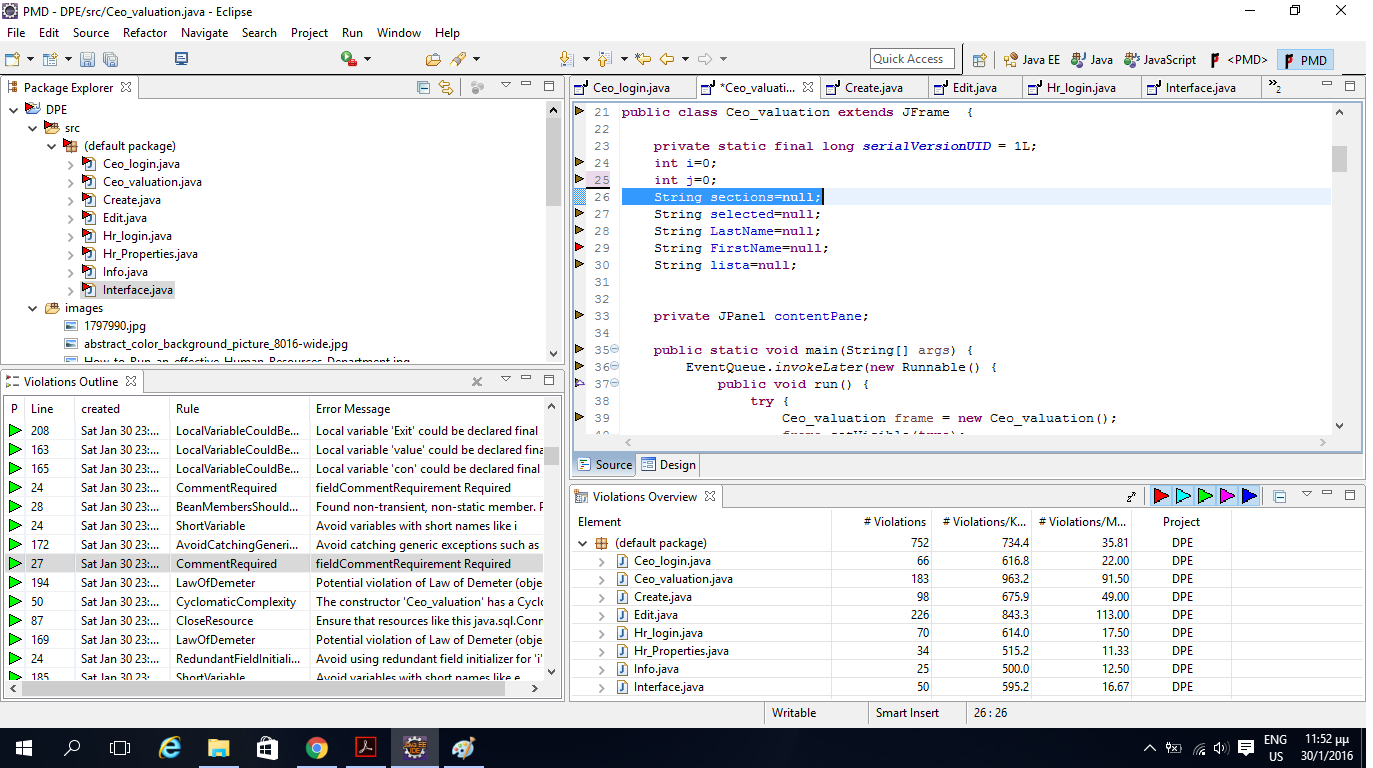 PMD - DPE/src/Ceo_valuation.java - Eclipse
File Edit Source Refactor Navigate Search Project Run Window Help
Quick Access Java EE Java JavaScript <PMD> PMD
Package Explorer
DPE
src
(default package)
Ceo_login.java
Ceo_valuation.java
Create.java
Edit.java
Hr_login.java
Hr_Properties.java
Info.java
Interface.java
images
1797990.jpg
abstract_color_background_picture_8016-wide.jpg
How-to-Run-an-effective-Human-Resources-Department.jpg
Violations Outline
P Line created Rule Error Message
208 Sat Jan 30 23:... LocalVariableCouldBe... Local variable 'Exit' could be declared final
163 Sat Jan 30 23:... LocalVariableCouldBe... Local variable 'value' could be declared fina
165 Sat Jan 30 23:... LocalVariableCouldBe... Local variable 'con' could be declared final
24 Sat Jan 30 23:... CommentRequired fieldCommentRequirement Required
28 Sat Jan 30 23:... BeanMembersShould... Found non-transient, non-static member. P
24 Sat Jan 30 23:... ShortVariable Avoid variables with short names like i
172 Sat Jan 30 23:... AvoidCatchingGeneri... Avoid catching generic exceptions such as
27 Sat Jan 30 23:... CommentRequired fieldCommentRequirement Required
194 Sat Jan 30 23:... LawOfDemeter Potential violation of Law of Demeter (obje
50 Sat Jan 30 23:... CyclomaticComplexity The constructor 'Ceo_valuation' has a Cyclo
87 Sat Jan 30 23:... CloseResource Ensure that resources like this java.sql.Conn
169 Sat Jan 30 23:... LawOfDemeter Potential violation of Law of Demeter (obje
24 Sat Jan 30 23:... RedundantFieldInitiali... Avoid using redundant field initializer for 'i'
185 Sat Jan 30 23:... ShortVariable Avoid variables with short names like e
Ceo_login.java *Ceo_valuati... Create.java Edit.java Hr_login.java Interface.java »2
21 public class Ceo_valuation extends JFrame {
22
23 private static final long serialVersionUID = 1L;
24 int i=0;
25 int j=0;
26 String sections=null;
27 String selected=null;
28 String LastName=null;
29 String FirstName=null;
30 String lista=null;
31
32
33 private JPanel contentPane;
34
35 public static void main(String[] args) {
36 EventQueue.invokeLater(new Runnable() {
37 public void run() {
38 try {
39 Ceo_valuation frame = new Ceo_valuation();
40 frame.setVisible(true);
Source Design
Violations Overview
Element # Violations # Violations/K... # Violations/M... Project
(default package) 752 734.4 35.81 DPE
Ceo_login.java 66 616.8 22.00 DPE
Ceo_valuation.java 183 963.2 91.50 DPE
Create.java 98 675.9 49.00 DPE
Edit.java 226 843.3 113.00 DPE
Hr_login.java 70 614.0 17.50 DPE
Hr_Properties.java 34 515.2 11.33 DPE
Info.java 25 500.0 12.50 DPE
Interface.java 50 595.2 16.67 DPE
Writable Smart Insert 26 : 26
ENG 11:52 μμ
US 30/1/2016